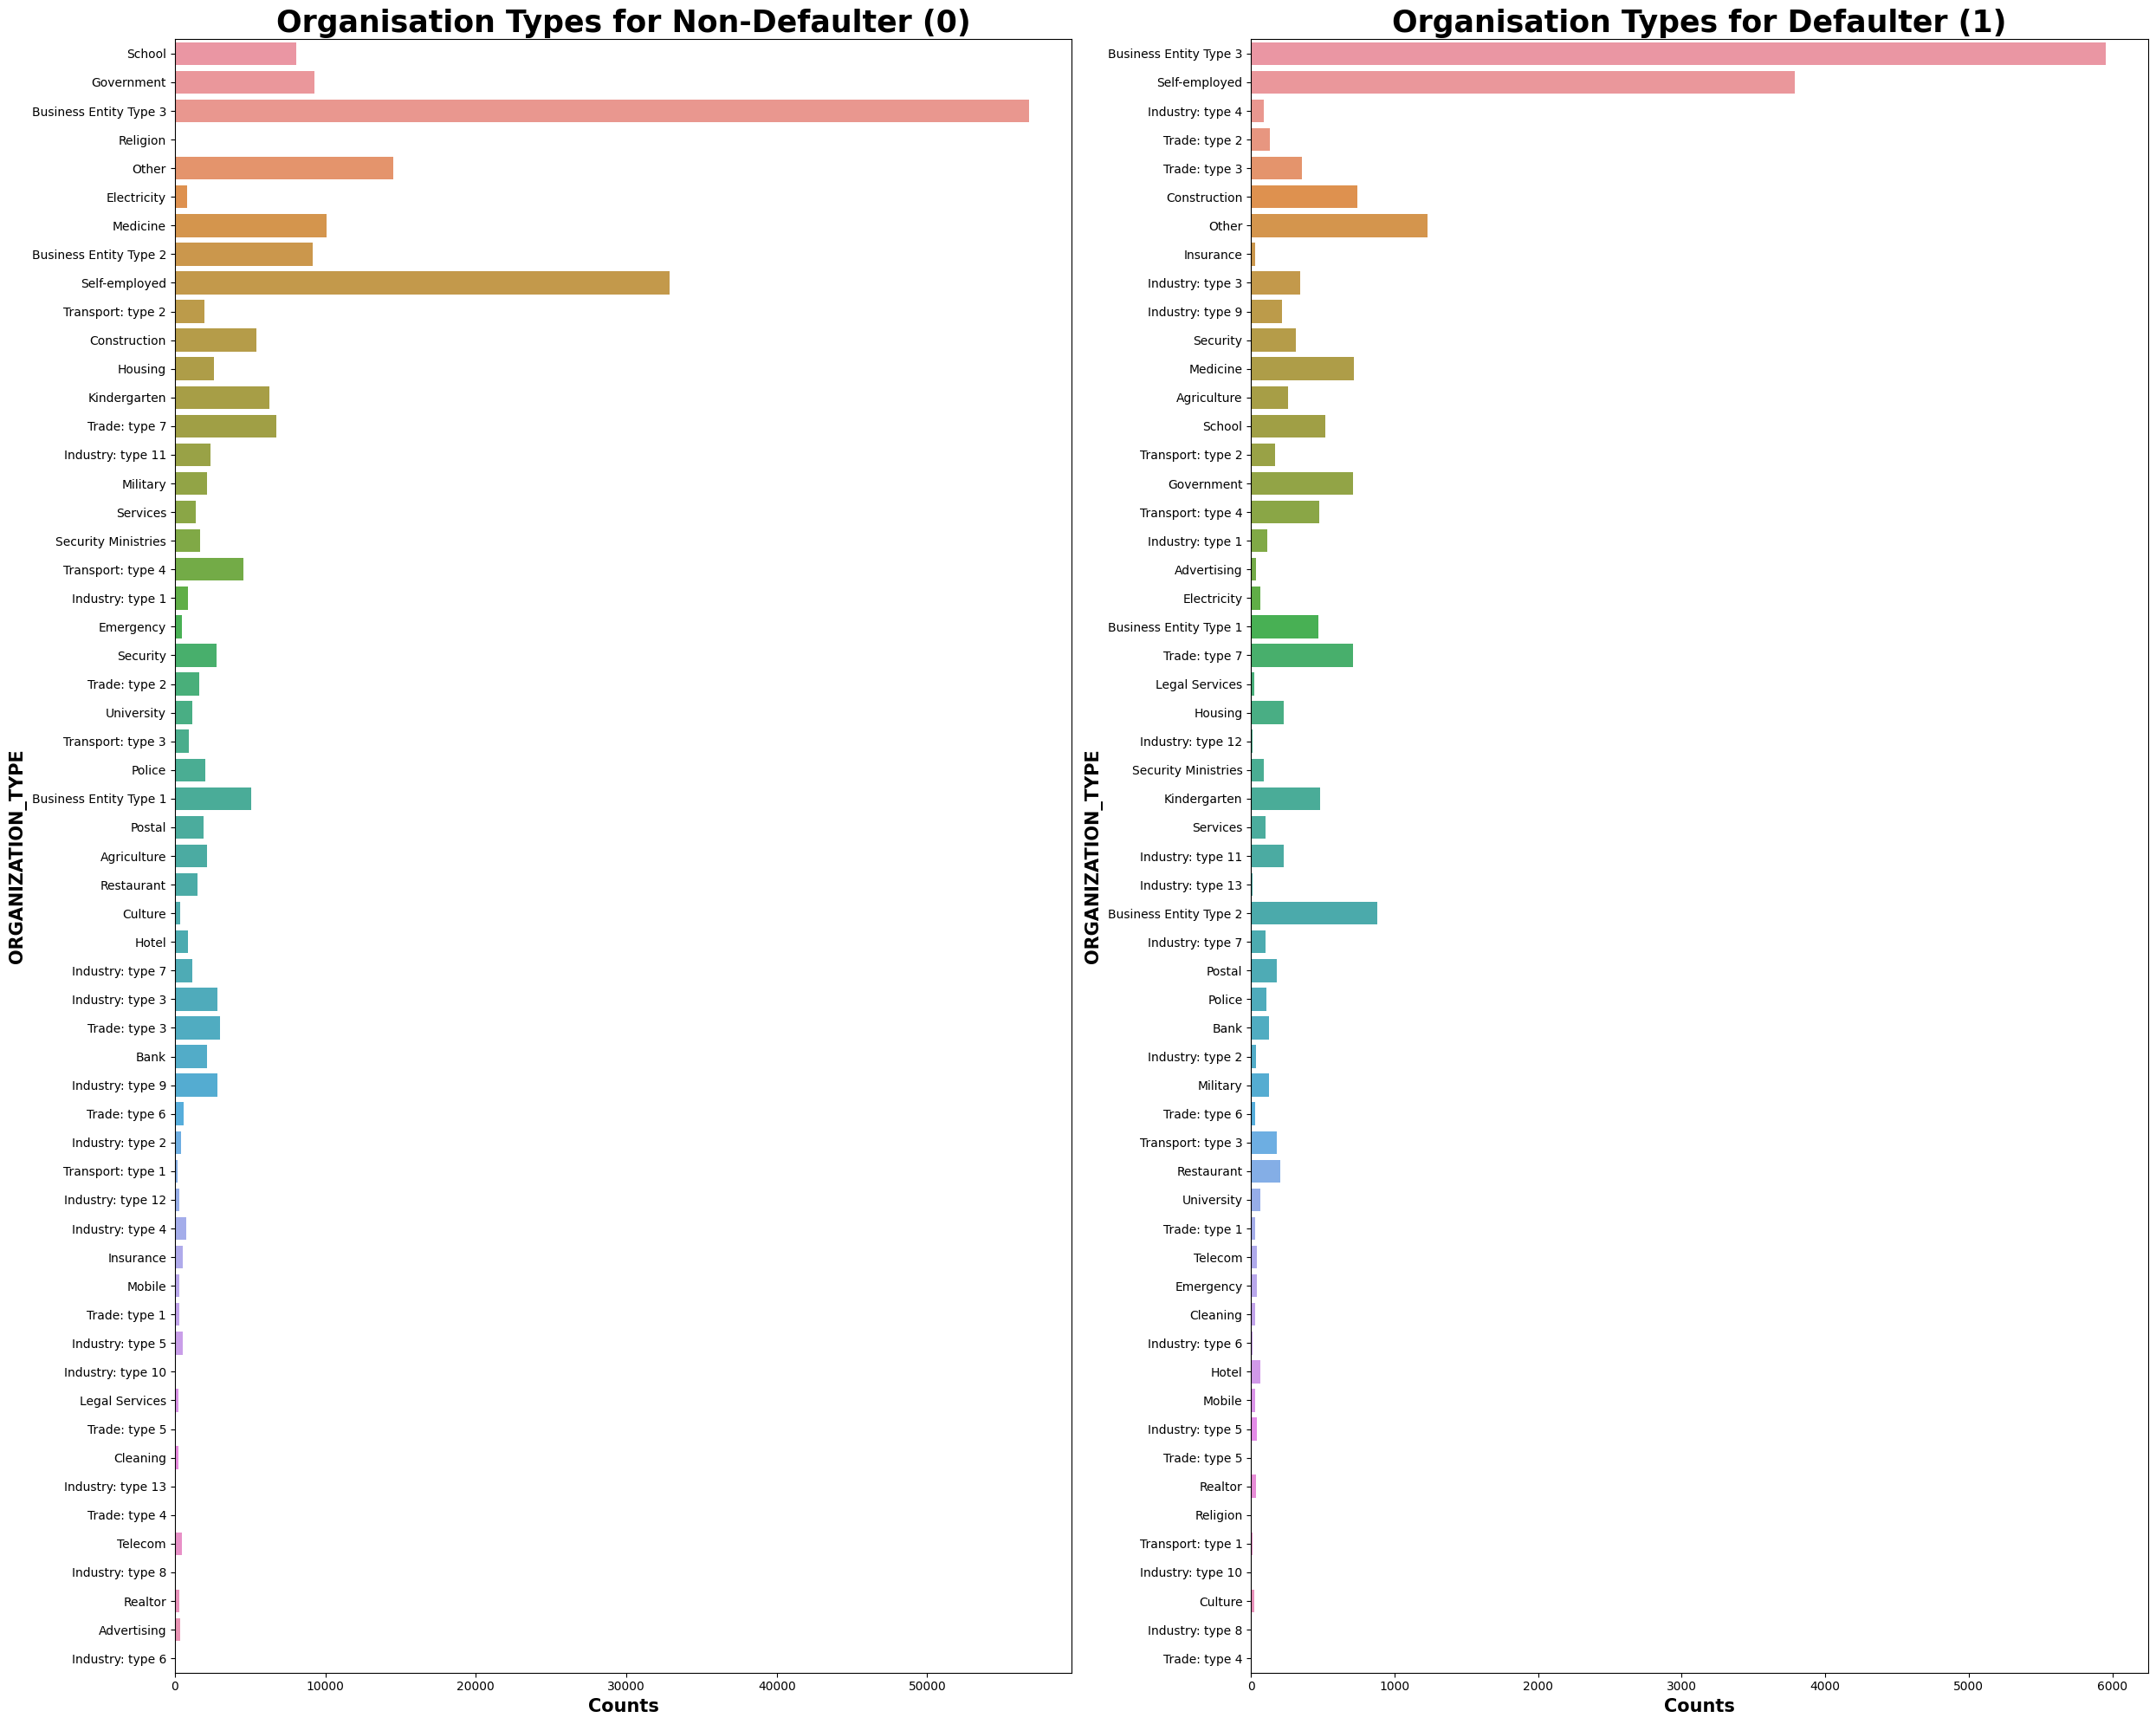 Organisation Types for Non-Defaulter (0)
ORGANIZATION_TYPE
School
Government
Business Entity Type 3
Religion
Other
Electricity
Medicine
Business Entity Type 2
Self-employed
Transport: type 2
Construction
Housing
Kindergarten
Trade: type 7
Industry: type 11
Military
Services
Security Ministries
Transport: type 4
Industry: type 1
Emergency
Security
Trade: type 2
University
Transport: type 3
Police
Business Entity Type 1
Postal
Agriculture
Restaurant
Culture
Hotel
Industry: type 7
Industry: type 3
Trade: type 3
Bank
Industry: type 9
Trade: type 6
Industry: type 2
Transport: type 1
Industry: type 12
Industry: type 4
Insurance
Mobile
Trade: type 1
Industry: type 5
Industry: type 10
Legal Services
Trade: type 5
Cleaning
Industry: type 13
Trade: type 4
Telecom
Industry: type 8
Realtor
Advertising
Industry: type 6
0 10000 20000 30000 40000 50000
Counts
Organisation Types for Defaulter (1)
ORGANIZATION_TYPE
Business Entity Type 3
Self-employed
Industry: type 4
Trade: type 2
Trade: type 3
Construction
Other
Insurance
Industry: type 3
Industry: type 9
Security
Medicine
Agriculture
School
Transport: type 2
Government
Transport: type 4
Industry: type 1
Advertising
Electricity
Business Entity Type 1
Trade: type 7
Legal Services
Housing
Industry: type 12
Security Ministries
Kindergarten
Services
Industry: type 11
Industry: type 13
Business Entity Type 2
Industry: type 7
Postal
Police
Bank
Industry: type 2
Military
Trade: type 6
Transport: type 3
Restaurant
University
Trade: type 1
Telecom
Emergency
Cleaning
Industry: type 6
Hotel
Mobile
Industry: type 5
Trade: type 5
Realtor
Religion
Transport: type 1
Industry: type 10
Culture
Industry: type 8
Trade: type 4
0 1000 2000 3000 4000 5000 6000
Counts